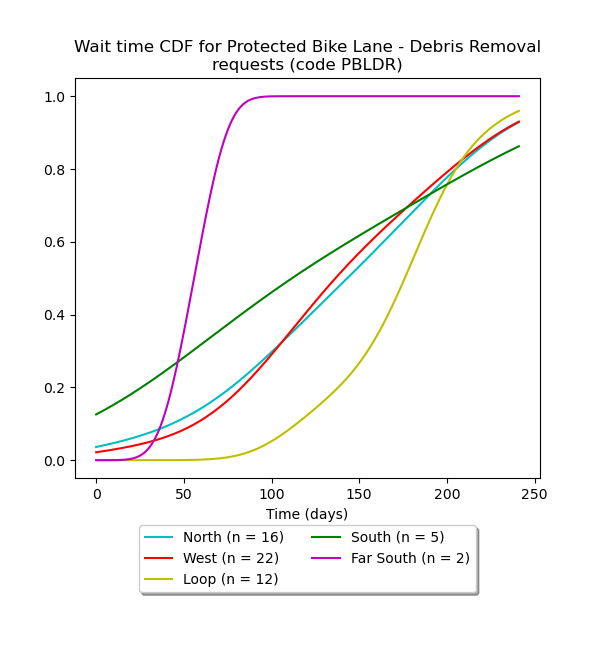 Wait time CDF for Protected Bike Lane - Debris Removal
requests (code PBLDR)
1.0
0.8
0.6
0.4
0.2
0.0
0 50 100 150 200 250
Time (days)
North (n = 16) South (n = 5)
West (n = 22) Far South (n = 2)
Loop (n = 12)